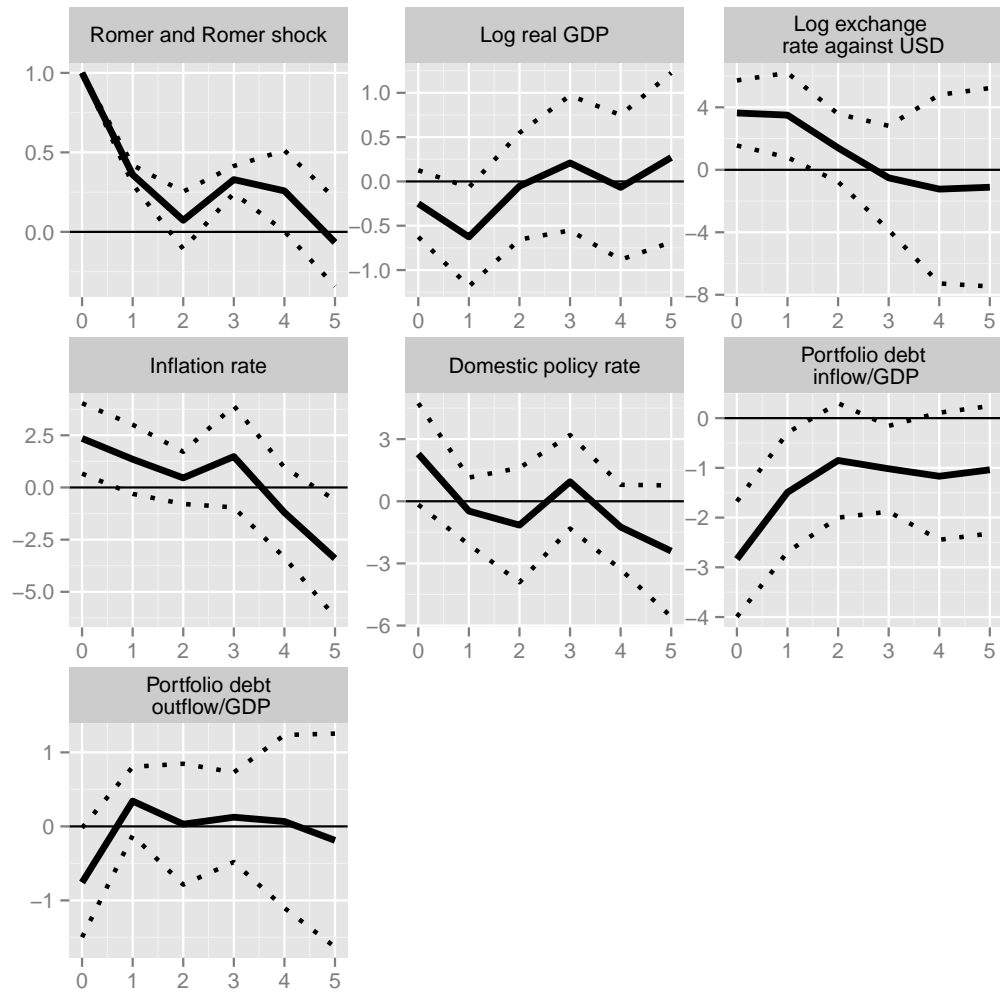 Romer and Romer shock
1.0
0.5
0.0
0 1 2 3 4 5
Log real GDP
1.0
0.5
0.0
−0.5
−1.0
0 1 2 3 4 5
Log exchange
rate against USD
4
0
−4
−8
0 1 2 3 4 5
Inflation rate
2.5
0.0
−2.5
−5.0
0 1 2 3 4 5
Domestic policy rate
3
0
−3
−6
0 1 2 3 4 5
Portfolio debt
inflow/GDP
0
−1
−2
−3
−4
0 1 2 3 4 5
Portfolio debt
outflow/GDP
1
0
−1
0 1 2 3 4 5